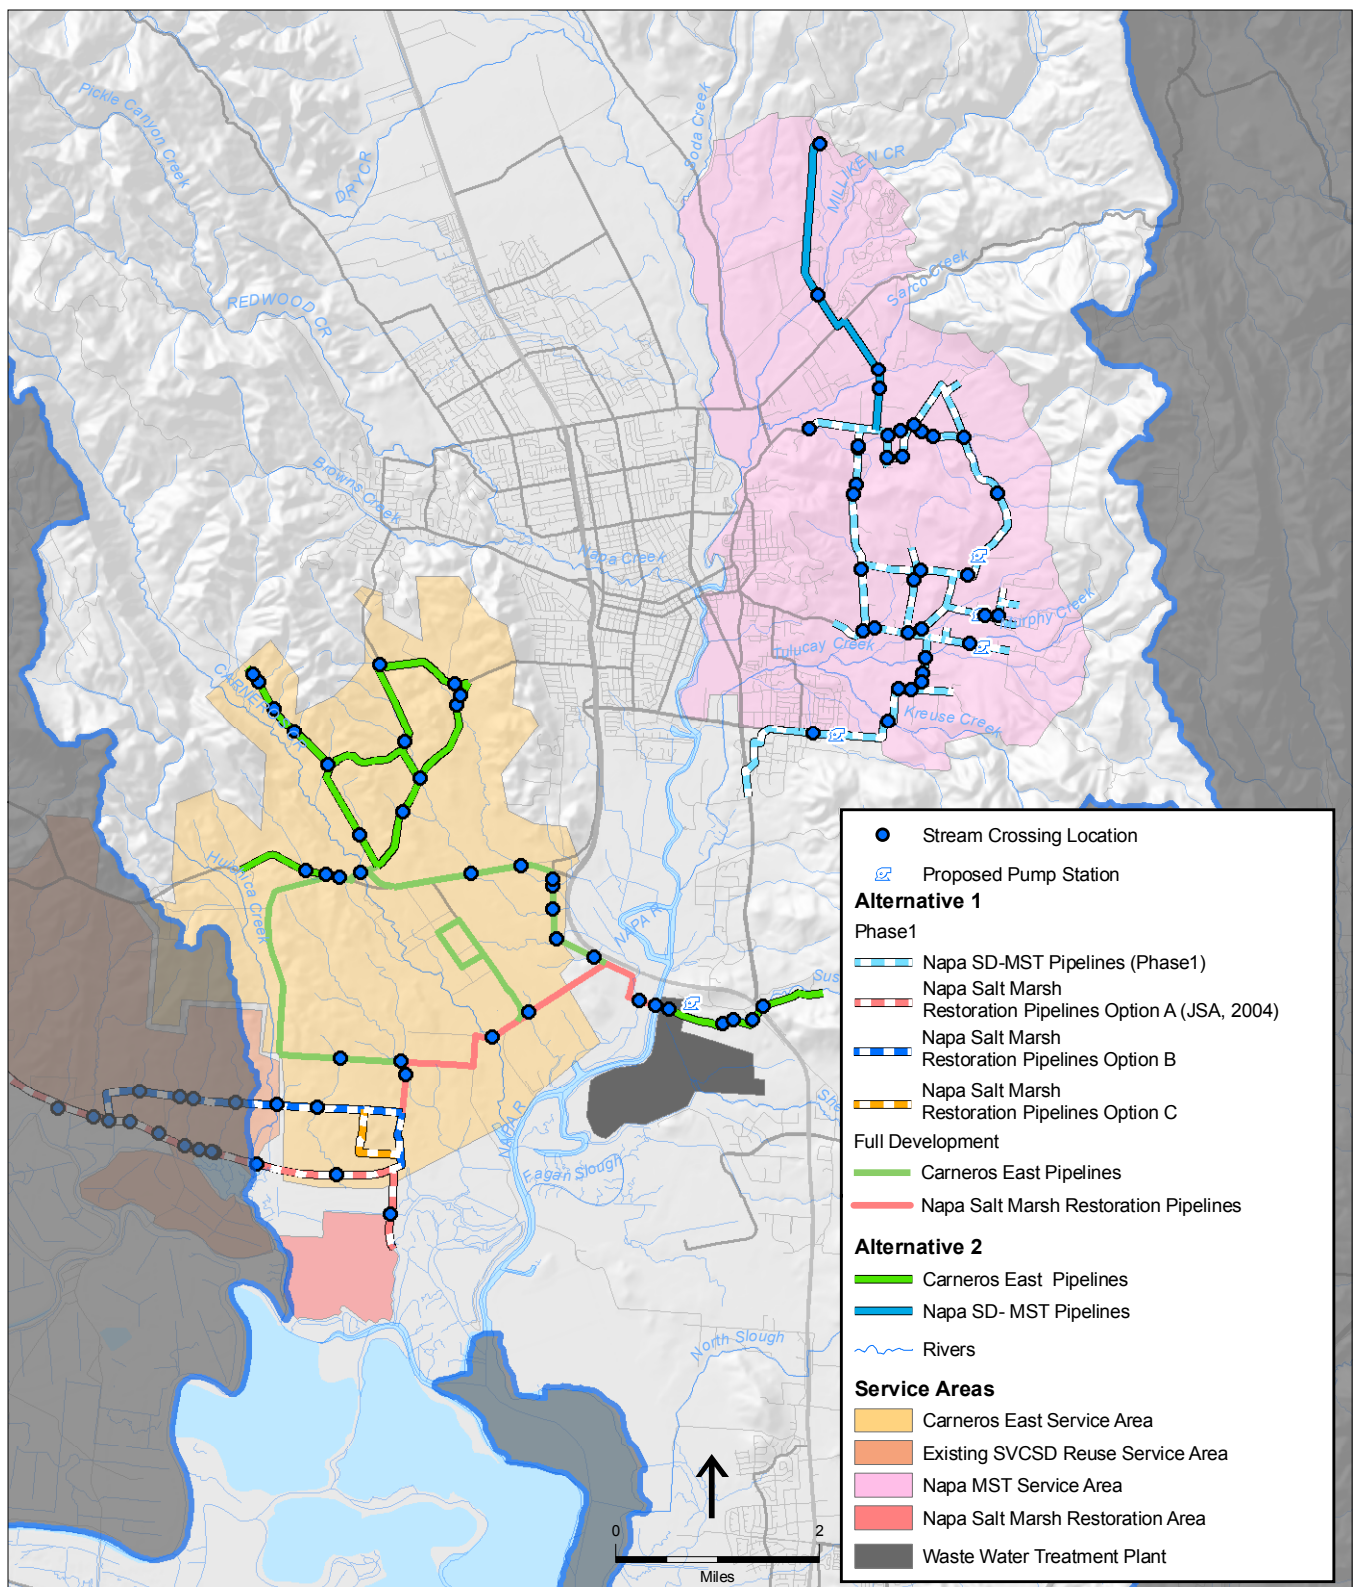 Pickle Canyon Creek
DRY CR
Soda Creek
MILLIKEN CR
Sarco Creek
REDWOOD CR
Browns Creek
Napa Creek
Murphy Creek
Tulucay Creek
Kreuse Creek
Huichica Creek
NAPA R
Sus
NAPA R
Fagan Slough
She
North Slough
Stream Crossing Location
Proposed Pump Station
Alternative 1
Phase1
Napa SD-MST Pipelines (Phase1)
Napa Salt Marsh
Restoration Pipelines Option A (JSA, 2004)
Napa Salt Marsh
Restoration Pipelines Option B
Napa Salt Marsh
Restoration Pipelines Option C
Full Development
Carneros East Pipelines
Napa Salt Marsh Restoration Pipelines
Alternative 2
Carneros East Pipelines
Napa SD- MST Pipelines
Rivers
Service Areas
Carneros East Service Area
Existing SVCSD Reuse Service Area
Napa MST Service Area
Napa Salt Marsh Restoration Area
Waste Water Treatment Plant
0 2
Miles